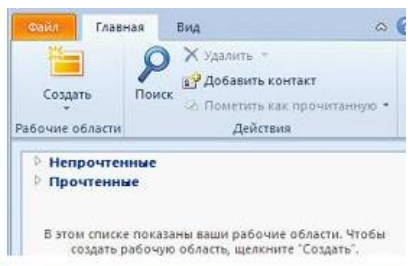 Файл Главная Вид
Удалить
Добавить контакт
Создать Поиск
Пометить как прочитанную
Рабочие области Действия
Непрочтенные
Прочтенные
В этом списке показаны ваши рабочие области. Чтобы
создать рабочую область, щелкните "Создать".